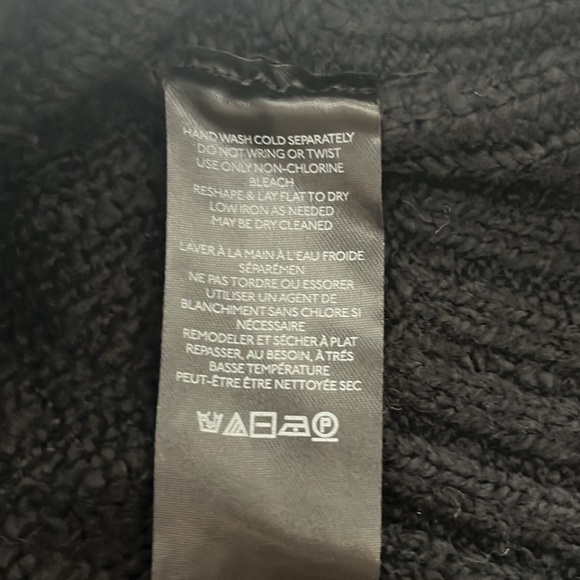 HAND WASH COLD SEPARATELY
DO NOT WRING OR TWIST
USE ONLY NON-CHLORINE
BLEACH
RESHAPE & LAY FLAT TO DRY
LOW IRON AS NEEDED
MAY BE DRY CLEANED
LAVER À LA MAIN À L'EAU FROIDE
SÉPARÉMEN
NE PAS TORDRE OU ESSORER
UTILISER UN AGENT DE
BLANCHIMENT SANS CHLORE SI
NÉCESSAIRE
REMODELER ET SÉCHER À PLAT
REPASSER, AU BESOIN, À TRÉS
BASSE TEMPÉRATURE
PEUT-ÊTRE ÊTRE NETTOYÉE SEC
P